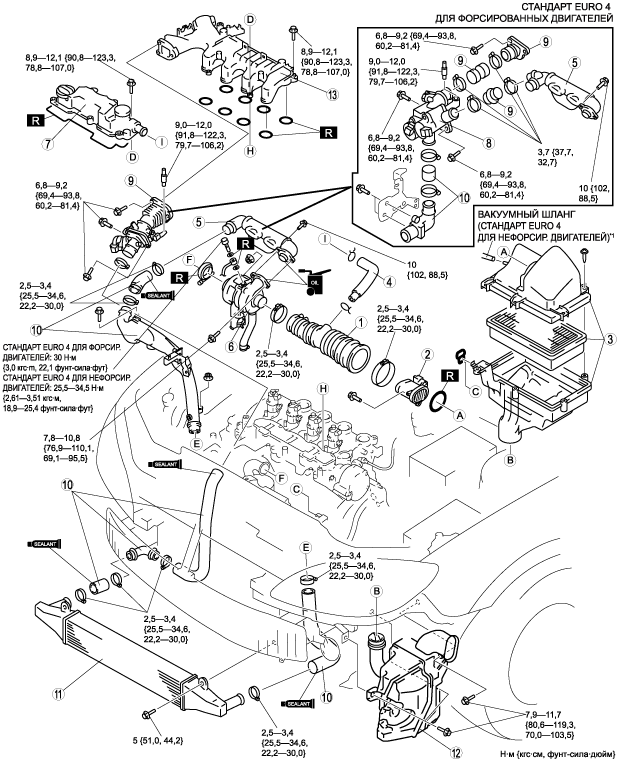 СТАНДАРТ EURO 4
ДЛЯ ФОРСИРОВАННЫХ ДВИГАТЕЛЕЙ
D
8,9—12,1 {90,8—123,3,
78,8—107,0}
8,9—12,1
{90,8—123,3
78,8—107,0}
13
R
7
D
I
9,0—12,0
{91,8—122,3,
79,7—106,2}
H
R
6,8—9,2 {69,4—93,8,
60,2—81,4}
9
9
5
9,0—12,0
{91,8—122,3,
79,7—106,2}
9
8
6,8—9,2
{69,4—93,8,
60,2—81,4}
6,8—9,2
{69,4—93,8,
60,2—81,4}
3,7 {37,7,
32,7}
10 {102,
88,5}
10
6,8—9,2
{69,4—93,8,
60,2—81,4}
9
5
R
F
R
OIL
I
4
10
{102, 88,5}
ВАКУУМНЫЙ ШЛАНГ
(СТАНДАРТ EURO 4
ДЛЯ НЕФОРСИР. ДВИГАТЕЛЕЙ)*1
A
2,5—3,4
{25,5—34,6,
22,2—30,0}
SEALANT
10
6
1
2,5—3,4
{25,5—34,6,
22,2—30,0}
2,5—3,4
{25,5—34,6,
22,2—30,0}
2
R
A
C
3
B
СТАНДАРТ EURO 4 ДЛЯ ФОРСИР.
ДВИГАТЕЛЕЙ: 30 Н·м
{3,0 кгс·m, 22,1 фунт-сила-фут}
СТАНДАРТ EURO 4 ДЛЯ НЕФОРСИР.
ДВИГАТЕЛЕЙ: 25,5—34,5 Н·м
{2,61—3,51 кгс·м,
18,9—25,4 фунт-сила-фут}
E
H
7,8—10,8
{76,9—110,1,
69,1—95,5}
SEALANT
F
C
10
SEALANT
E
2,5—3,4
{25,5—34,6,
22,2—30,0}
B
2,5—3,4
{25,5—34,6,
22,2—30,0}
11
SEALANT
10
5 {51,0, 44,2}
2,5—3,4
{25,5—34,6,
22,2—30,0}
12
7,9—11,7
{80,6—119,3,
70,0—103,5}
Н·м {кгс·см, фунт-сила-дюйм}